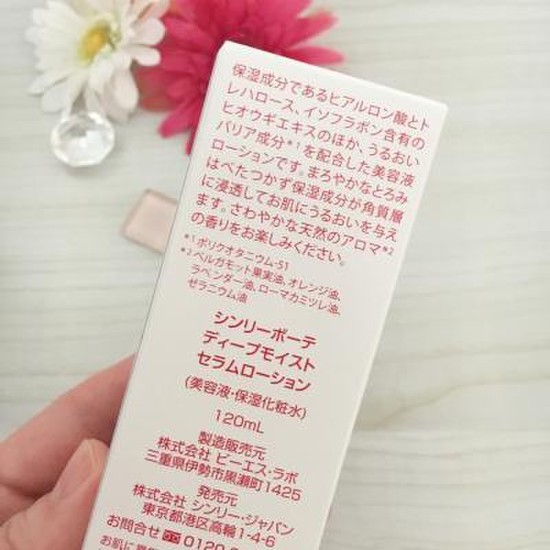 保湿成分であるヒアルロン酸とト
レハロース、イソフラボン含有の
ヒオウギエキスのほか、うるおい
バリア成分*1を配合した美容液
ローションです。まろやかなとろみ
はべたつかず保湿成分が角質層
に浸透してお肌にうるおいを与え
ます。さわやかな天然のアロマ*2
の香りをお楽しみください。
*1 ポリクオタニウム-51
*2 ベルガモット果実油、オレンジ油、
ラベンダー油、ローマカミツレ油、
ゼラニウム油
シンリーボーテ
ディープモイスト
セラムローション
(美容液・保湿化粧水)
120mL
製造販売元
株式会社 ピーエス・ラボ
三重県伊勢市黒瀬町1425
発売元
株式会社 シンリー・ジャパン
東京都港区高輪1-4-6
お問合せ 0120
お肌に